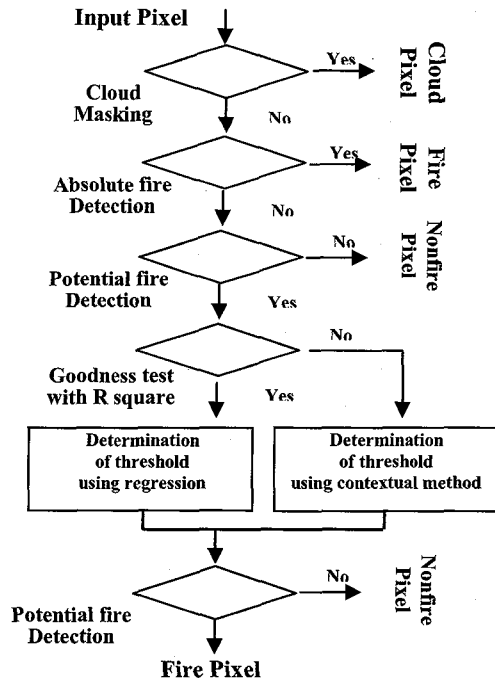 Input Pixel
Yes
Cloud
Pixel
Cloud
Masking
No
Yes
Fire
Pixel
Absolute fire
Detection
No
No
Nonfire
Pixel
Potential fire
Detection
Yes
No
Goodness test
with R square
Yes
Determination
of threshold
using regression
Determination
of threshold
using contextual method
No
Nonfire
Pixel
Potential fire
Detection
Fire Pixel